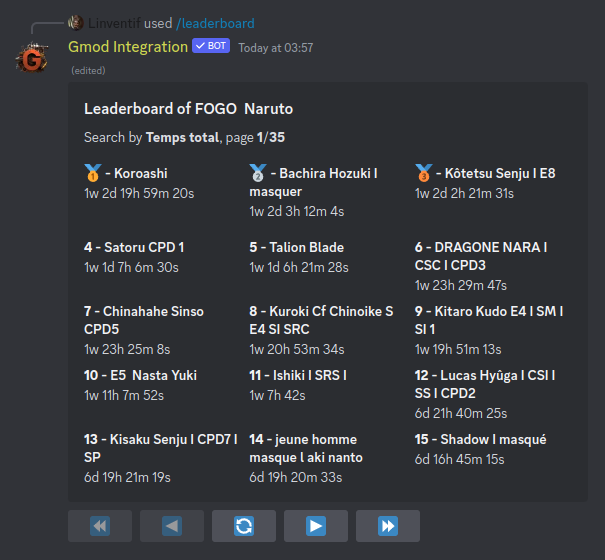 Linventif used /leaderboard
Gmod Integration BOT Today at 03:57
(edited)
Leaderboard of FOGO Naruto
Search by Temps total, page 1/35
1 - Koroashi
1w 2d 19h 59m 20s
2 - Bachira Hozuki I
masquer
1w 2d 3h 12m 4s
3 - Kôtetsu Senju I E8
1w 2d 2h 21m 31s
4 - Satoru CPD 1
1w 1d 7h 6m 30s
5 - Talion Blade
1w 1d 6h 21m 28s
6 - DRAGONE NARA I
CSC I CPD3
1w 23h 29m 47s
7 - Chinahahe Sinso
CPD5
1w 23h 25m 8s
8 - Kuroki Cf Chinoike S
E4 SI SRC
1w 20h 53m 34s
9 - Kitaro Kudo E4 I SM I
SI 1
1w 19h 51m 13s
10 - E5 Nasta Yuki
1w 11h 7m 52s
11 - Ishiki I SRS I
1w 7h 42s
12 - Lucas Hyûga I CSI I
SS I CPD2
6d 21h 40m 25s
13 - Kisaku Senju I CPD7 I
SP
6d 19h 21m 19s
14 - jeune homme
masque l aki nanto
6d 19h 20m 33s
15 - Shadow I masqué
6d 16h 45m 15s